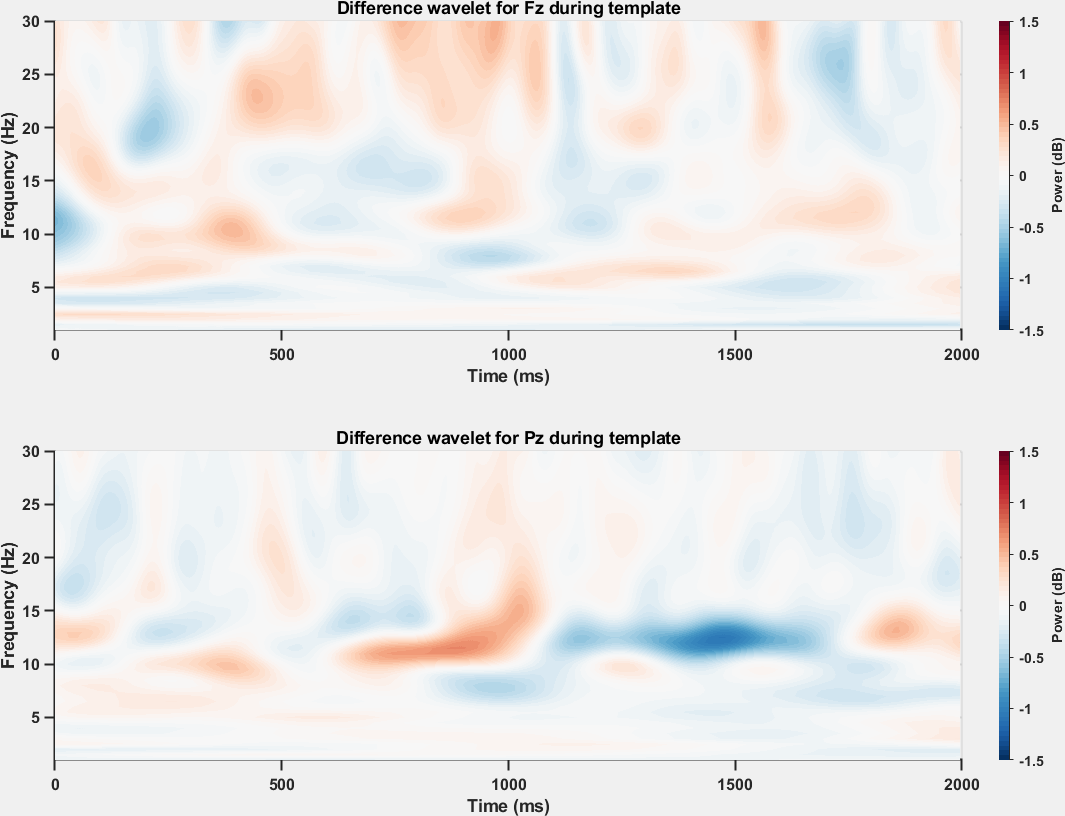 Difference wavelet for Fz during template
30
25
20
15
10
5
Frequency (Hz)
0 500 1000 1500 2000
Time (ms)
1.5
1
0.5
0
-0.5
-1
-1.5
Power (dB)
Difference wavelet for Pz during template
30
25
20
15
10
5
Frequency (Hz)
0 500 1000 1500 2000
Time (ms)
1.5
1
0.5
0
-0.5
-1
-1.5
Power (dB)